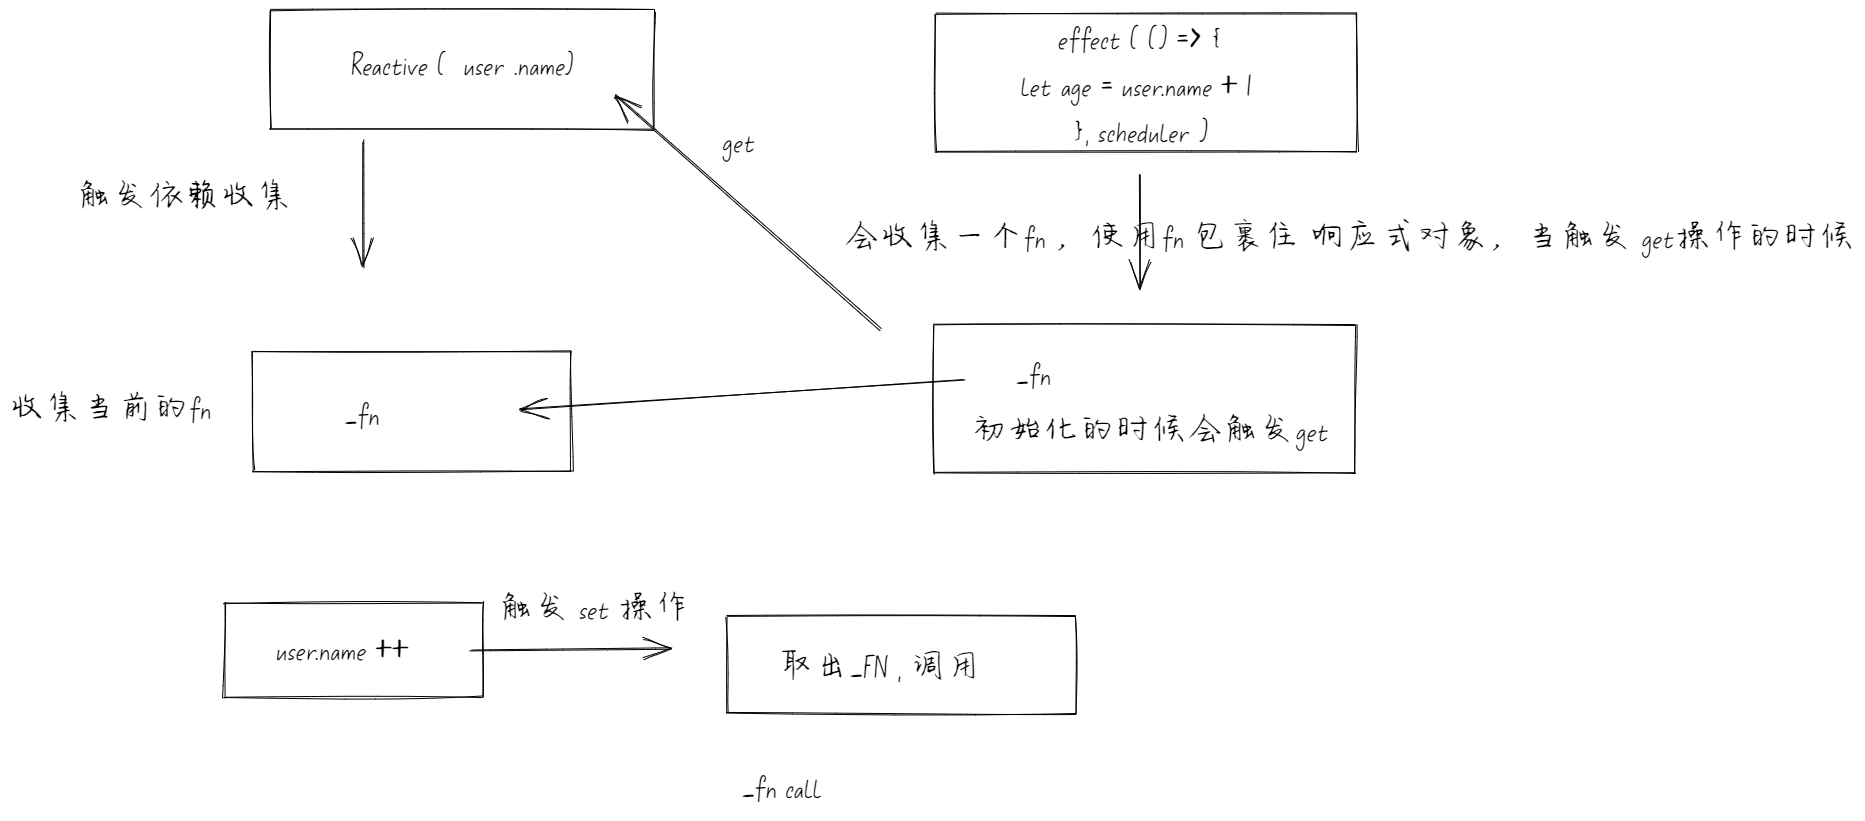 Reactive ( user .name)
effect ( () => {
let age = user.name + 1
}, scheduler )
get
触发依赖收集
会收集一个fn，使用fn包裹住 响应式对象，当触发 get操作的时候
_fn
初始化的时候会触发get
收集当前的fn
_fn
user.name ++
触发 set 操作
取出_FN, 调用
_fn call